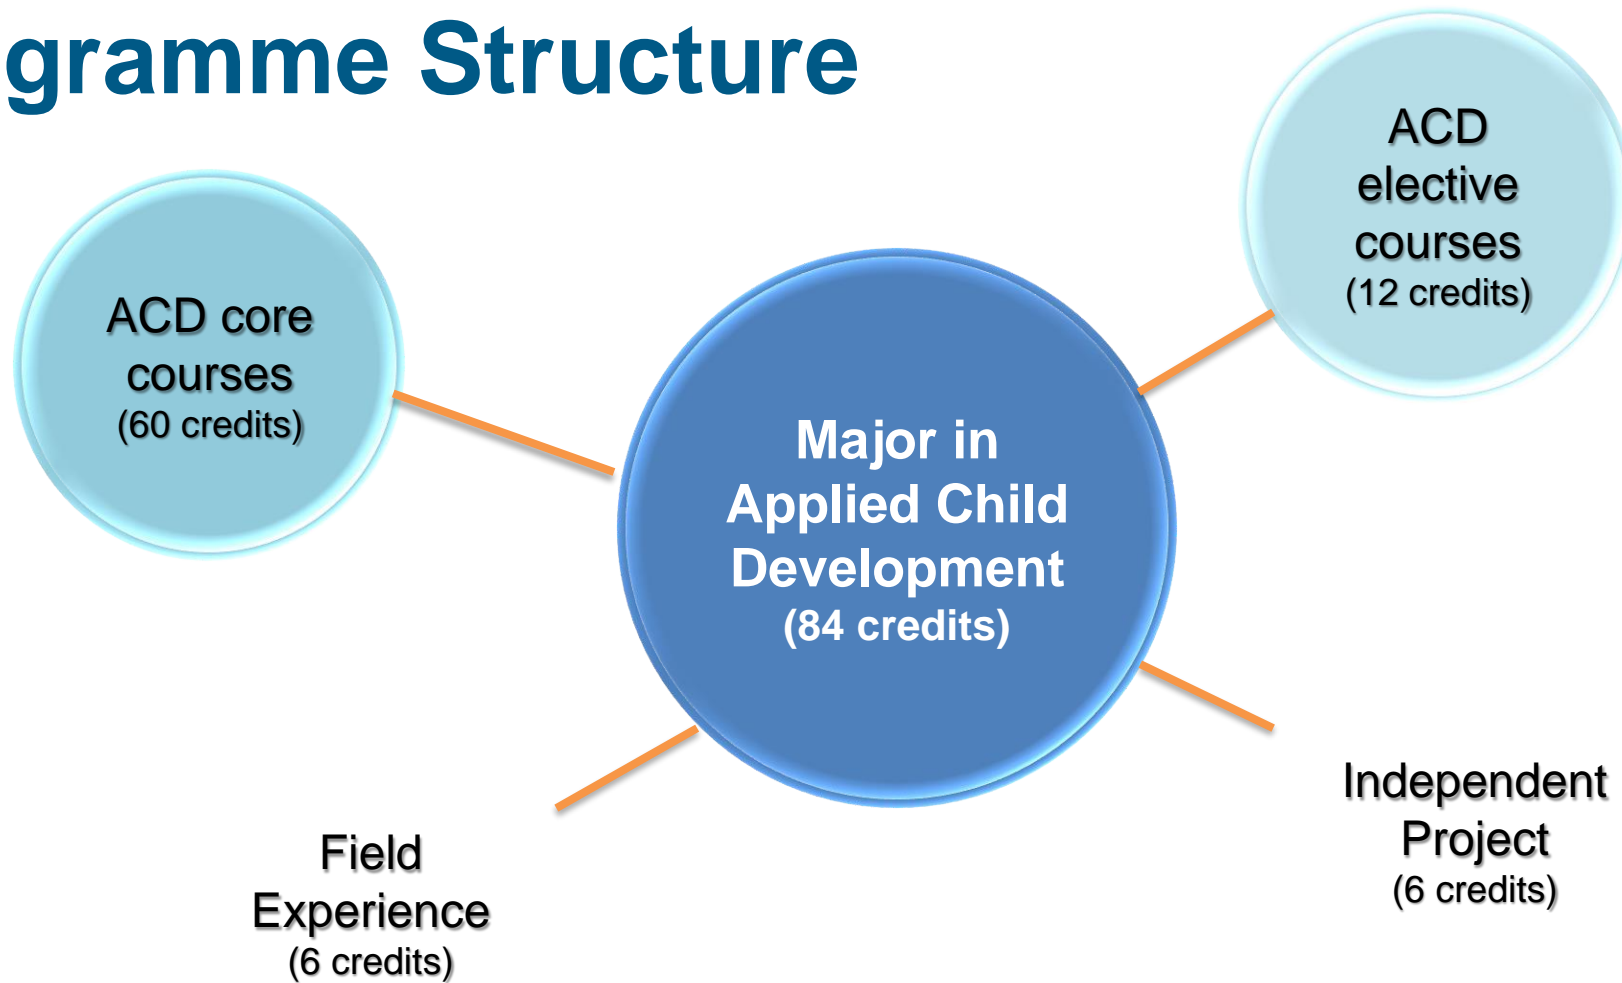 gramme Structure
ACD core
courses
(60 credits)
ACD
elective
courses
(12 credits)
Major in
Applied Child
Development
(84 credits)
Field
Experience
(6 credits)
Independent
Project
(6 credits)